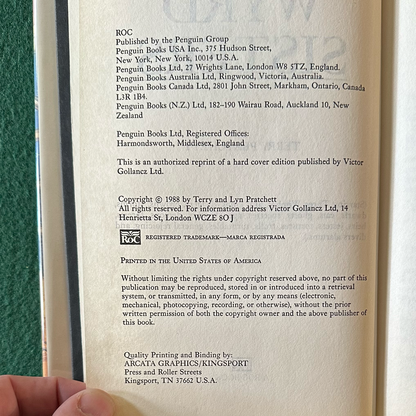 ROC
Published by the Penguin Group
Penguin Books USA Inc., 375 Hudson Street,
New York, New York, 10014 U.S.A.
Penguin Books Ltd, 27 Wrights Lane, London W8 5TZ, England.
Penguin Books Australia Ltd, Ringwood, Victoria, Australia.
Penguin Books Canada Ltd, 2801 John Street, Markham, Ontario, Canada
L3R 1B4.
Penguin Books (N.Z.) Ltd, 182–190 Wairau Road, Auckland 10, New
Zealand
Penguin Books Ltd, Registered Offices:
Harmondsworth, Middlesex, England
This is an authorized reprint of a hard cover edition published by Victor
Gollancz Ltd.
Copyright © 1988 by Terry and Lyn Pratchett
All rights reserved. For information address Victor Gollancz Ltd, 14
Henrietta St, London WCZE 8OJ
ROC REGISTERED TRADEMARK—MARCA REGISTRADA
PRINTED IN THE UNITED STATES OF AMERICA
Without limiting the rights under copyright reserved above, no part of this
publication may be reproduced, stored in or introduced into a retrieval
system, or transmitted, in any form, or by any means (electronic,
mechanical, photocopying, recording, or otherwise), without the prior
written permission of both the copyright owner and the above publisher of
this book.
Quality Printing and Binding by:
ARCATA GRAPHICS/KINGSPORT
Press and Roller Streets
Kingsport, TN 37662 U.S.A.